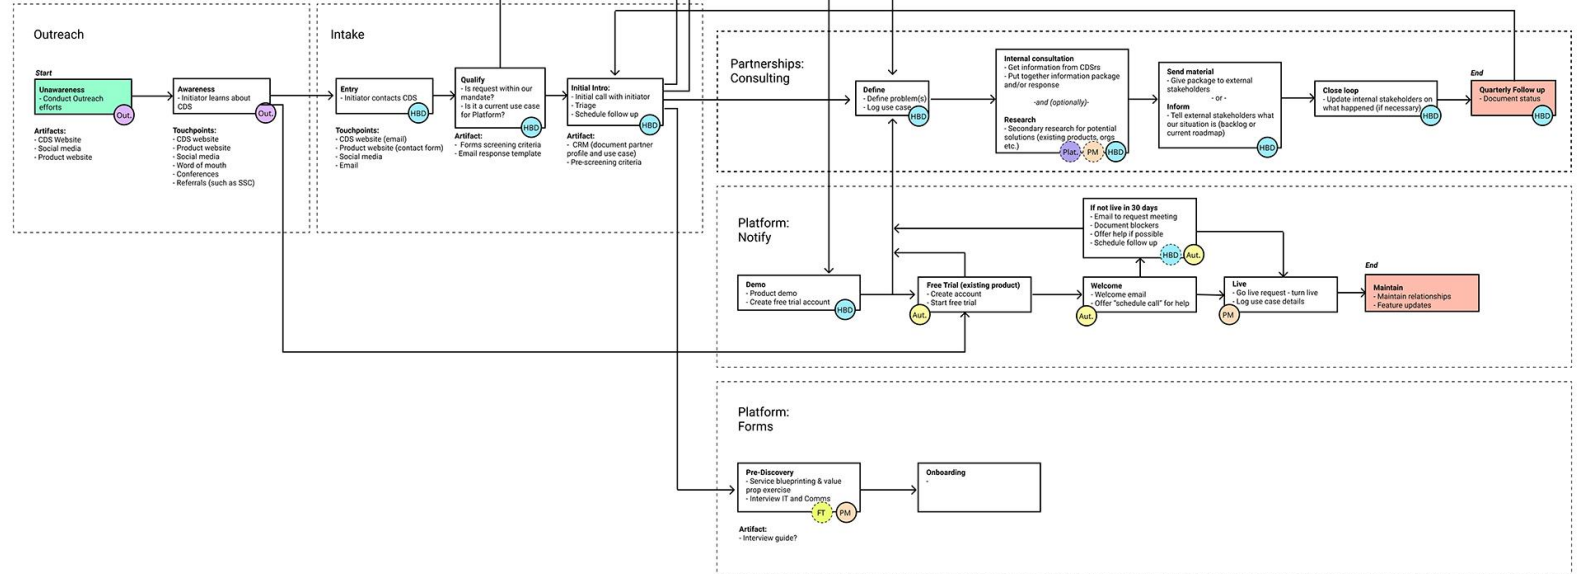 Outreach
Start
Unawareness
- Conduct Outreach
efforts
Out.
Artifacts:
- CDS Website
- Social media
- Product website
Awareness
- Initiator learns about
CDS
Out.
Touchpoints:
- CDS website
- Product website
- Social media
- Word of mouth
- Conferences
- Referrals (such as SSC)
Intake
Entry
- Initiator contacts CDS
HBD
Touchpoints:
- CDS website (email)
- Product website (contact form)
- Social media
- Email
Qualify
- Is request within our
mandate?
- Is it a current use case
for Platform?
HBD
Artifact:
- Forms screening criteria
- Email response template
Initial Intro:
- Initial call with initiator
- Triage
- Schedule follow up
HBD
Artifact:
- CRM (document partner
profile and use case)
- Pre-screening criteria
Partnerships:
Consulting
Define
- Define problem(s)
- Log use case
HBD
Internal consultation
- Get information from CDSrs
- Put together information package
and/or response
-and (optionally)-
Research
- Secondary research for potential
solutions (existing products, orgs
etc.)
Plat.
PM
HBD
Send material
- Give package to external
stakeholders
- or -
Inform
- Tell external stakeholders what
our situation is (backlog or
current roadmap)
HBD
Close loop
- Update internal stakeholders on
what happened (if necessary)
HBD
End
Quarterly Follow up
- Document status
HBD
Platform:
Notify
Demo
- Product demo
- Create free trial account
HBD
Free Trial (existing product)
- Create account
- Start free trial
Aut.
If not live in 30 days
- Email to request meeting
- Document blockers
- Offer help if possible
- Schedule follow up
HBD
Aut.
Welcome
- Welcome email
- Offer "schedule call" for help
Aut.
Live
- Go live request - turn live
- Log use case details
PM
End
Maintain
- Maintain relationships
- Feature updates
Platform:
Forms
Pre-Discovery
- Service blueprinting & value
prop exercise
- Interview IT and Comms
FT
PM
Artifact:
- Interview guide?
Onboarding
-